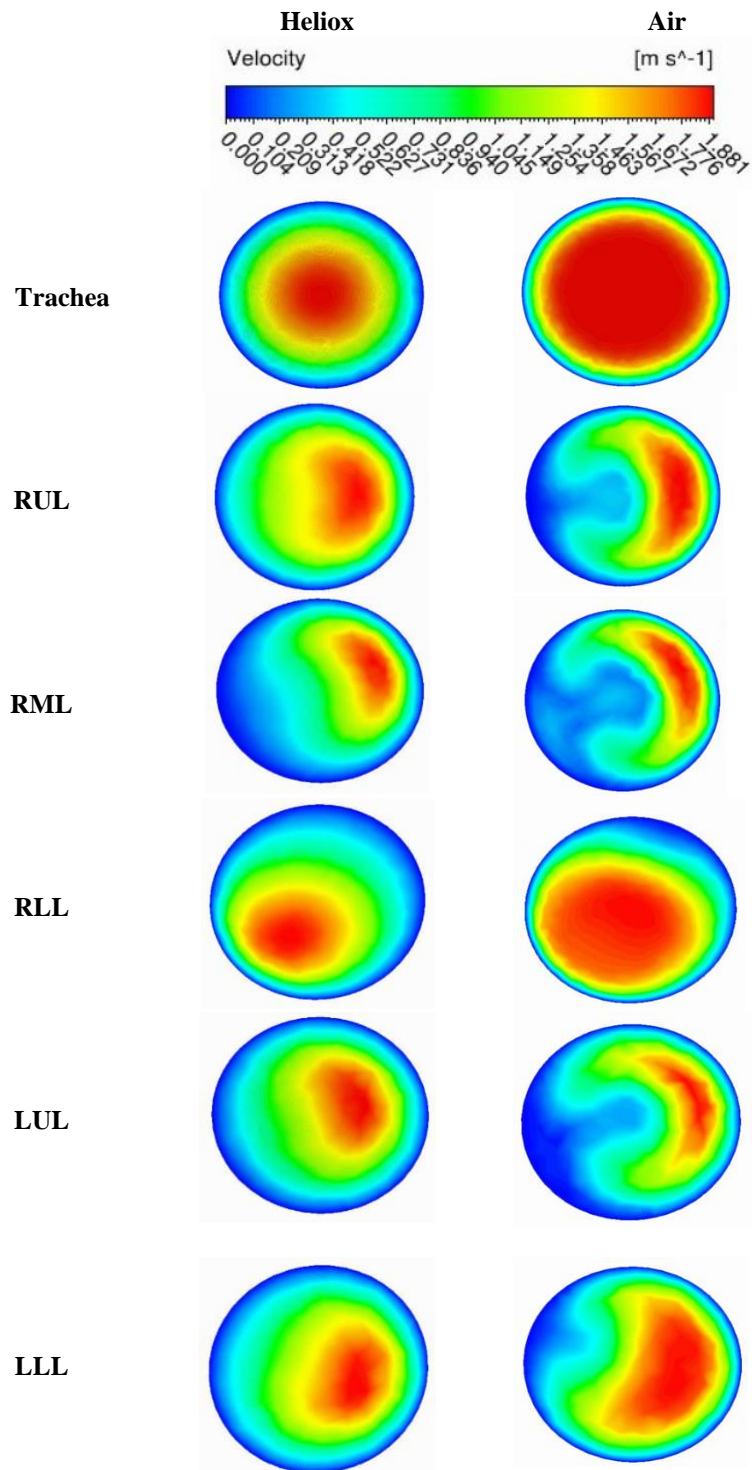 Heliox Air
Velocity [m s^-1]
0.000 0.104 0.209 0.313 0.418 0.522 0.627 0.731 0.836 0.940 1.045 1.149 1.254 1.358 1.463 1.567 1.672 1.776 1.881
Trachea
RUL
RML
RLL
LUL
LLL